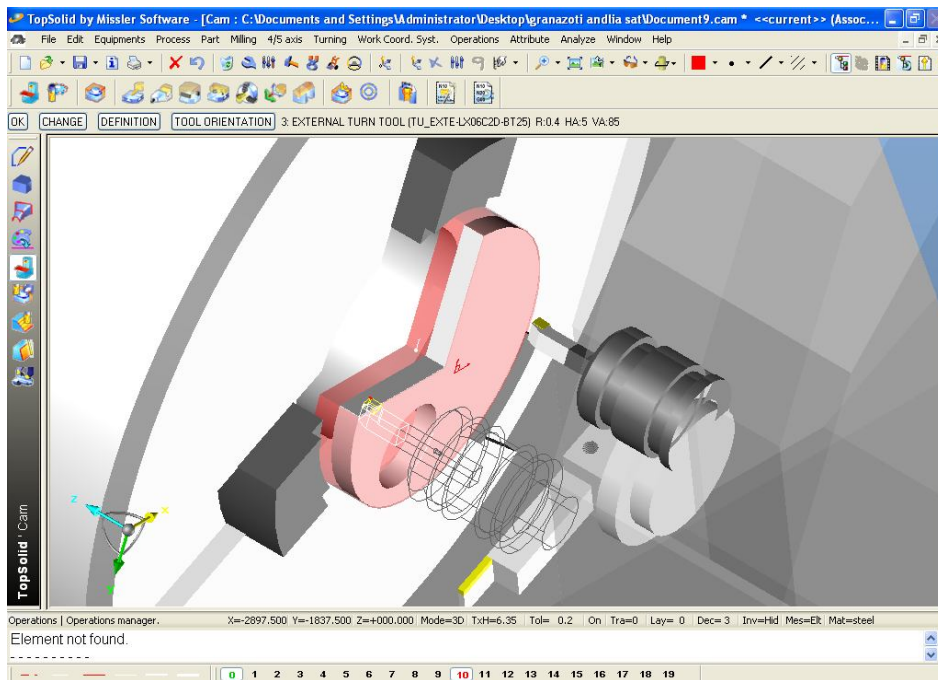 TopSolid by Missler Software - [Cam : C:\Documents and Settings\Administrator\Desktop\granazoti andlia sat\Document9.cam * <<current>> (Assoc...
File Edit Equipments Process Part Milling 4/5 axis Turning Work Coord. Syst. Operations Attribute Analyze Window Help
OK CHANGE DEFINITION TOOL ORIENTATION 3: EXTERNAL TURN TOOL (TU_EXTE-LX06C2D-BT25) R:0.4 HA:5 VA:85
Z
X
TopSolid'Cam
Operations | Operations manager. X=-2897.500 Y=-1837.500 Z=+000.000 Mode=3D TxH=6.35 Tol= 0.2 On Tra=0 Lay= 0 Dec= 3 Inv=Hid Mes=Elt Mat=steel
Element not found.
----------
0 1 2 3 4 5 6 7 8 9 10 11 12 13 14 15 16 17 18 19